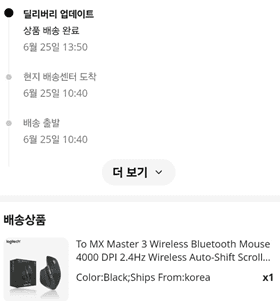 딜리버리 업데이트
상품 배송 완료
6월 25일 13:50
현지 배송센터 도착
6월 25일 10:40
배송 출발
6월 25일 10:40
더 보기
배송상품
logitech
To MX Master 3 Wireless Bluetooth Mouse
4000 DPI 2.4Hz Wireless Auto-Shift Scroll...
Color:Black;Ships From:korea x1